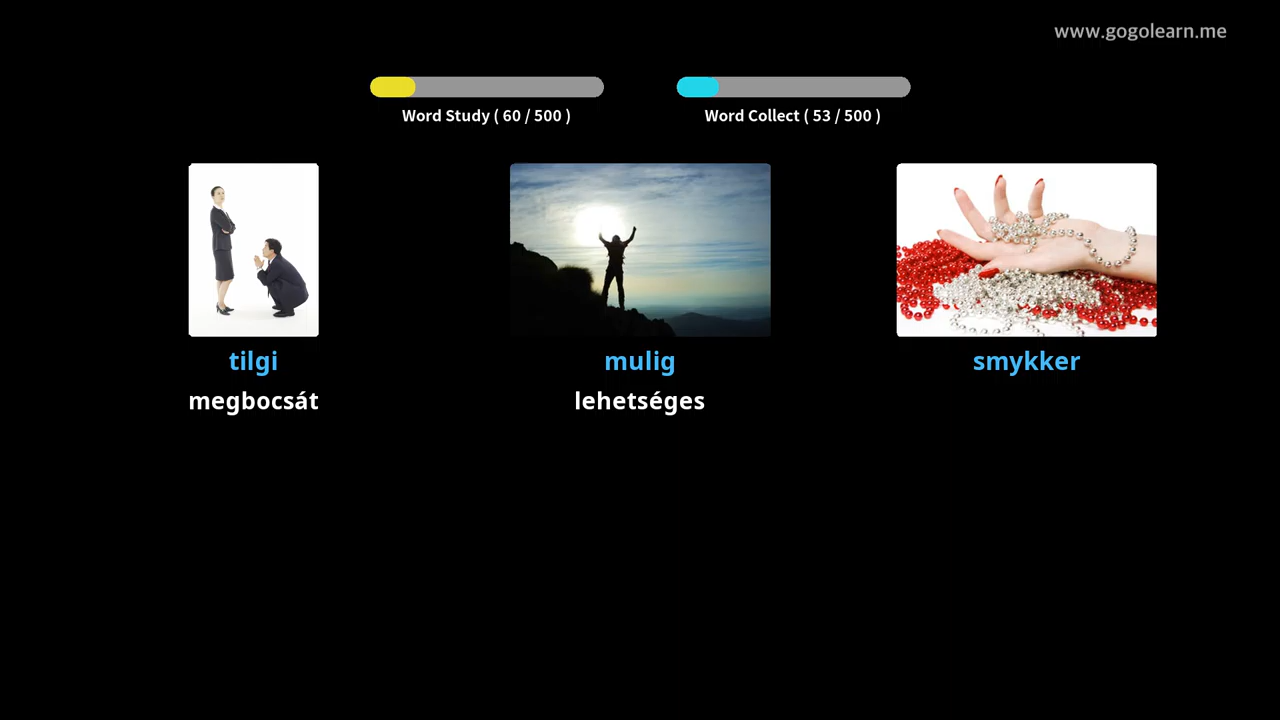 www.gogolearn.me
Word Study ( 60 / 500 )
Word Collect ( 53 / 500 )
tilgi
megbocsát
mulig
lehetséges
smykker